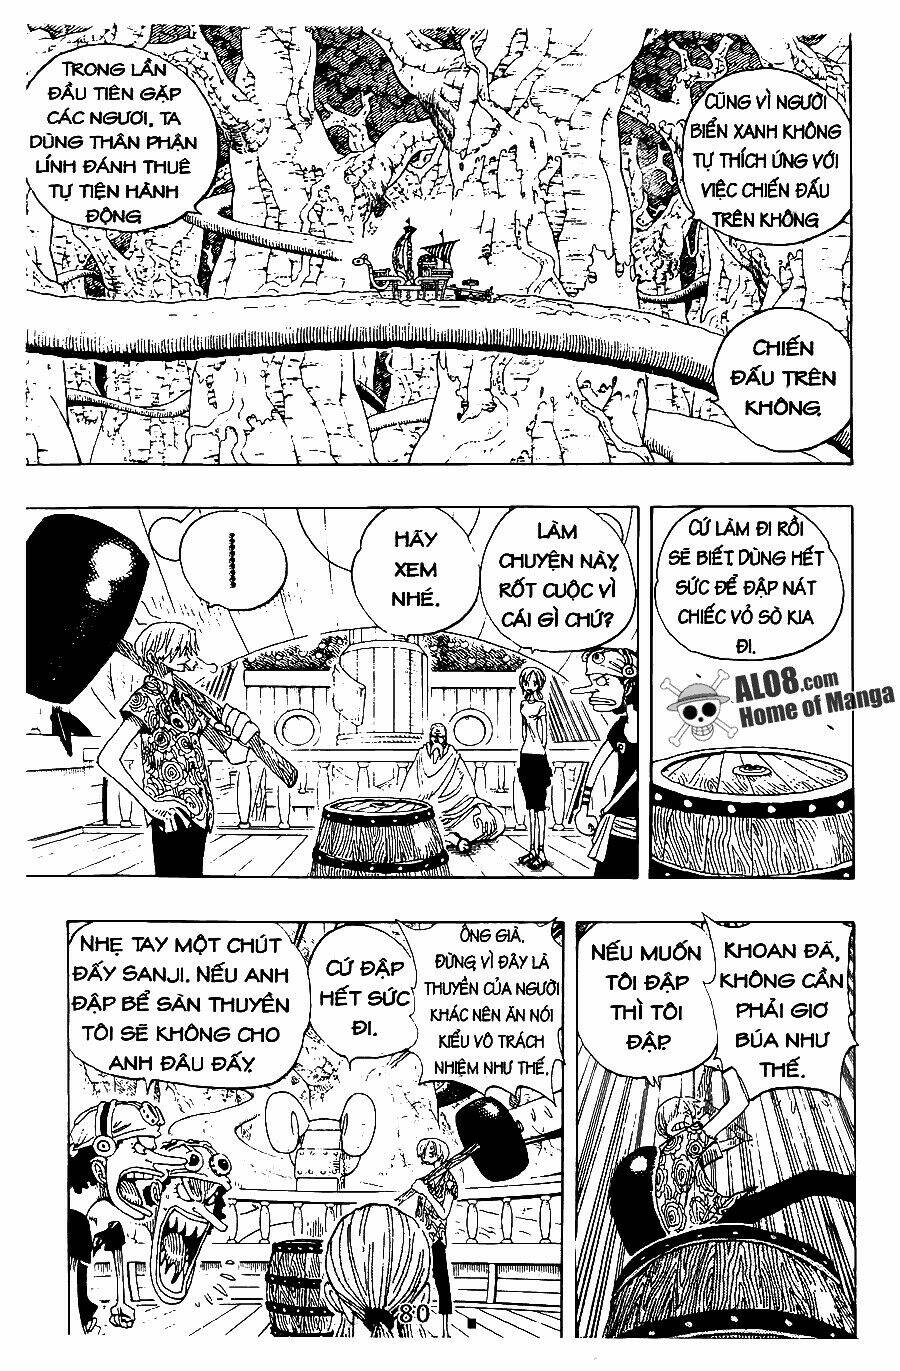 TRONG LẦN
ĐẦU TIÊN GẶP
CÁC NGƯƠI, TA
DÙNG THÂN PHẬN
LÍNH ĐÁNH THUÊ
TỰ TIỆN HÀNH
ĐỘNG
CŨNG VÌ NGƯỜI
BIỂN XANH KHÔNG
TỰ THÍCH ỨNG VỚI
VIỆC CHIẾN ĐẤU
TRÊN KHÔNG
CHIẾN
ĐẤU TRÊN
KHÔNG.
HÃY
XEM
NHÉ.
LÀM
CHUYỆN NÀY,
RỐT CUỘC VÌ
CÁI GÌ CHỨ?
CỨ LÀM ĐI RỒI
SẼ BIẾT, DÙNG HẾT
SỨC ĐỂ ĐẬP NÁT
CHIẾC VỎ SÒ KIA
ĐI.
ALO8.com
Home of Manga
NHẸ TAY MỘT CHÚT
ĐẤY SANJI. NẾU ANH
ĐẬP BỂ SÀN THUYỀN
TÔI SẼ KHÔNG CHO
ANH ĐÂU ĐẤY.
CỨ ĐẬP
HẾT SỨC
ĐI.
ÔNG GIÀ.
ĐỪNG, VÌ ĐÂY LÀ
THUYỀN CỦA NGƯỜI
KHÁC NÊN ĂN NÓI
KIỂU VÔ TRÁCH
NHIỆM NHƯ THẾ.
NẾU MUỐN
TÔI ĐẬP
THÌ TÔI
ĐẬP.
KHOAN ĐÃ,
KHÔNG CẦN
PHẢI GIƠ
BÚA NHƯ
THẾ.
80